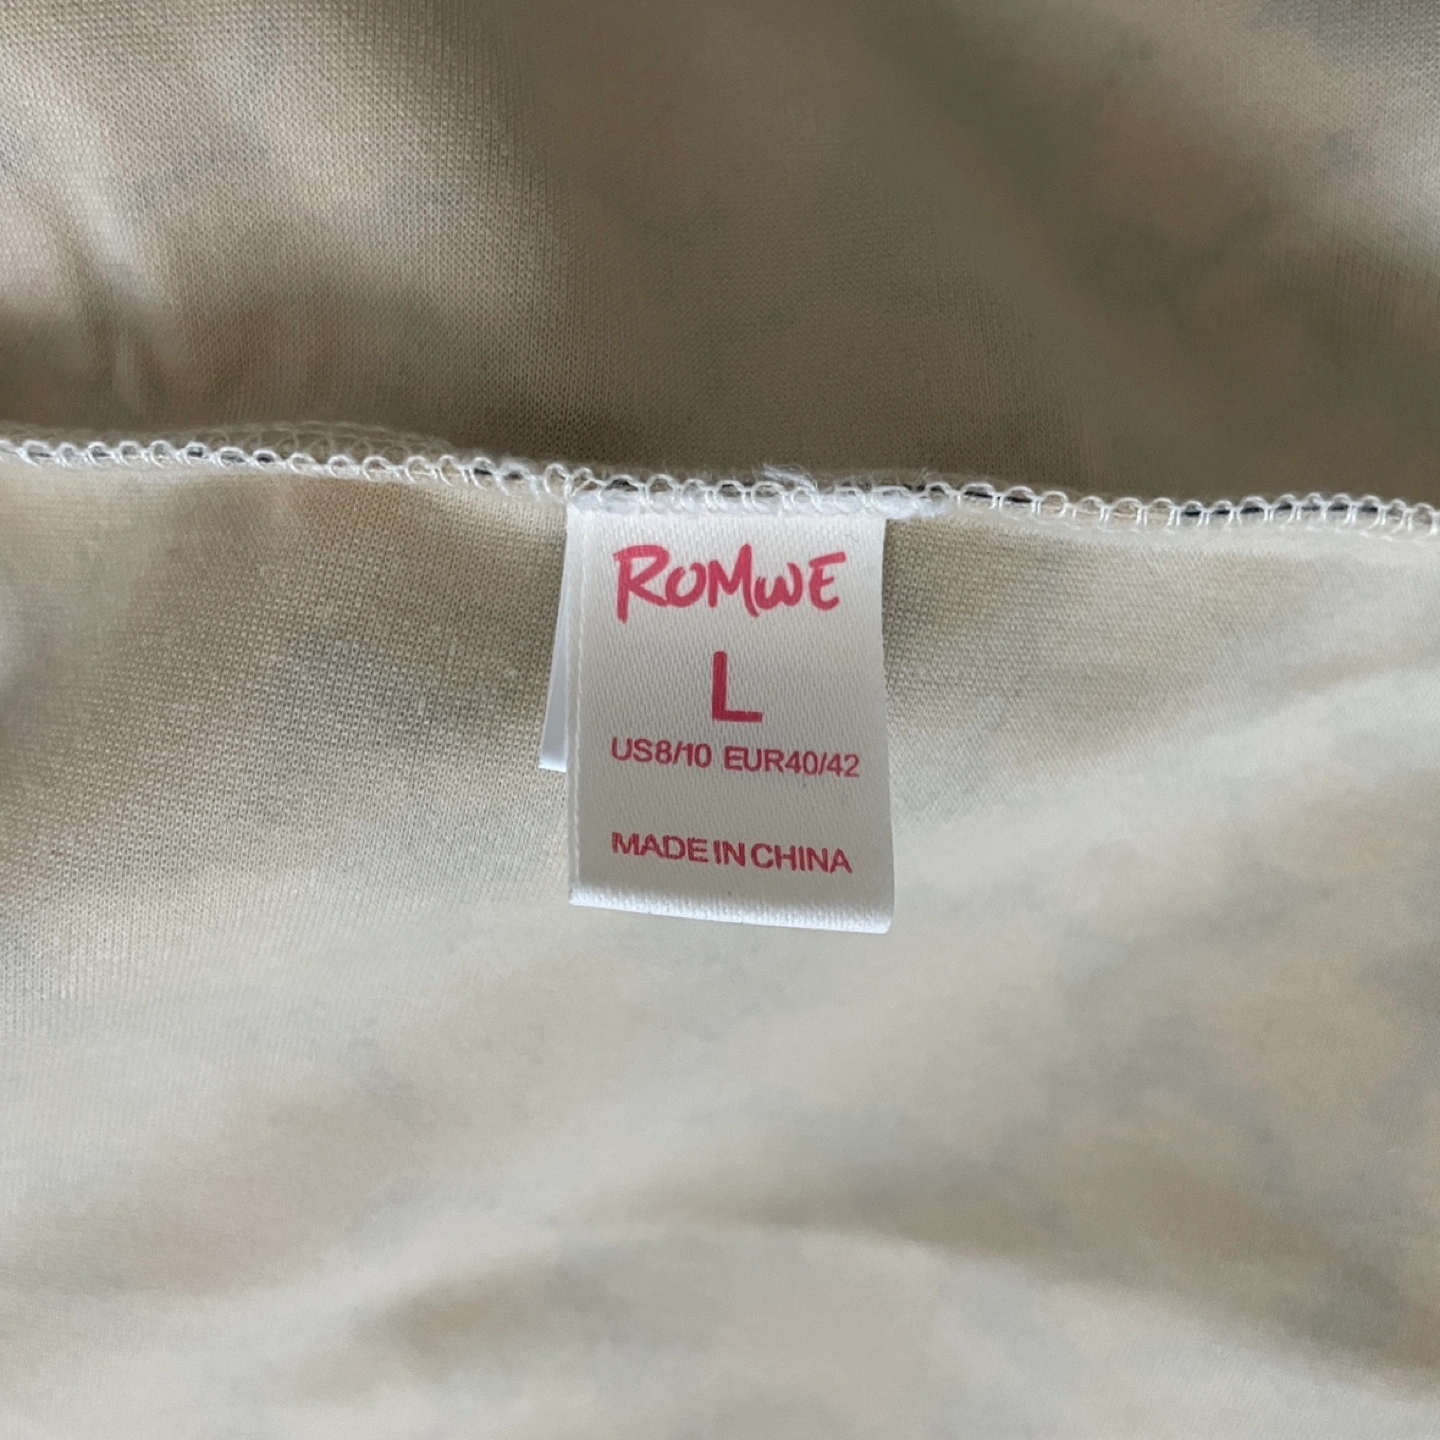 ROMWE
L
US8/10 EUR40/42
MADE IN CHINA